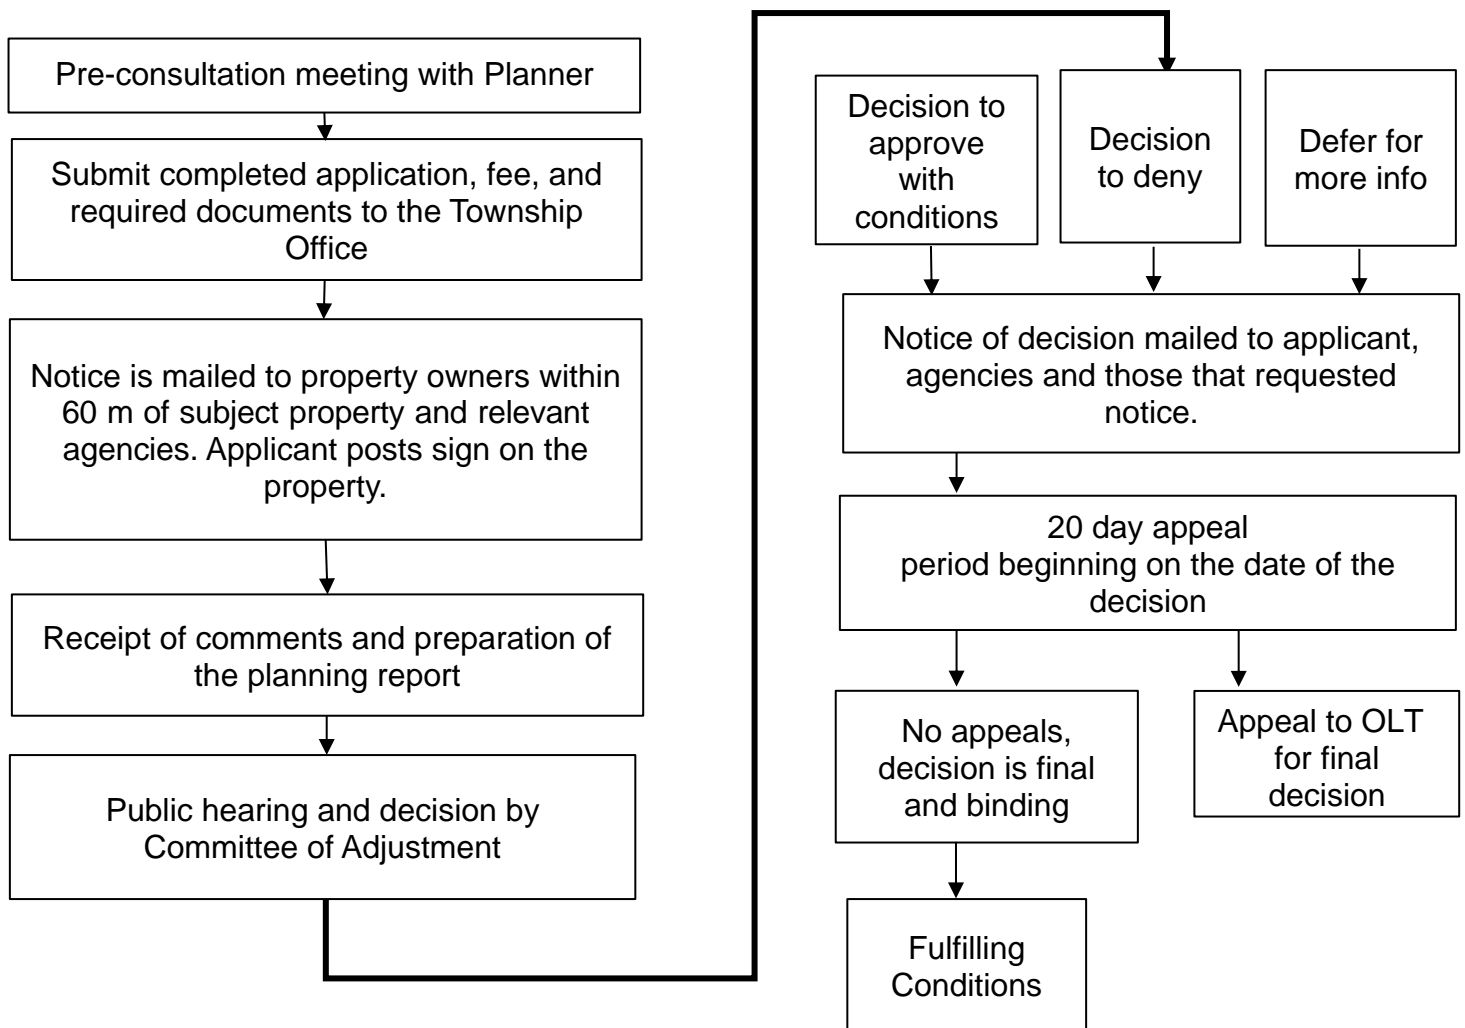 Pre-consultation meeting with Planner
Submit completed application, fee, and
required documents to the Township
Office
Notice is mailed to property owners within
60 m of subject property and relevant
agencies. Applicant posts sign on the
property.
Receipt of comments and preparation of
the planning report
Public hearing and decision by
Committee of Adjustment
Decision to
approve
with
conditions
Decision
to deny
Defer for
more info
Notice of decision mailed to applicant,
agencies and those that requested
notice.
20 day appeal
period beginning on the date of the
decision
No appeals,
decision is final
and binding
Appeal to OLT
for final
decision
Fulfilling
Conditions